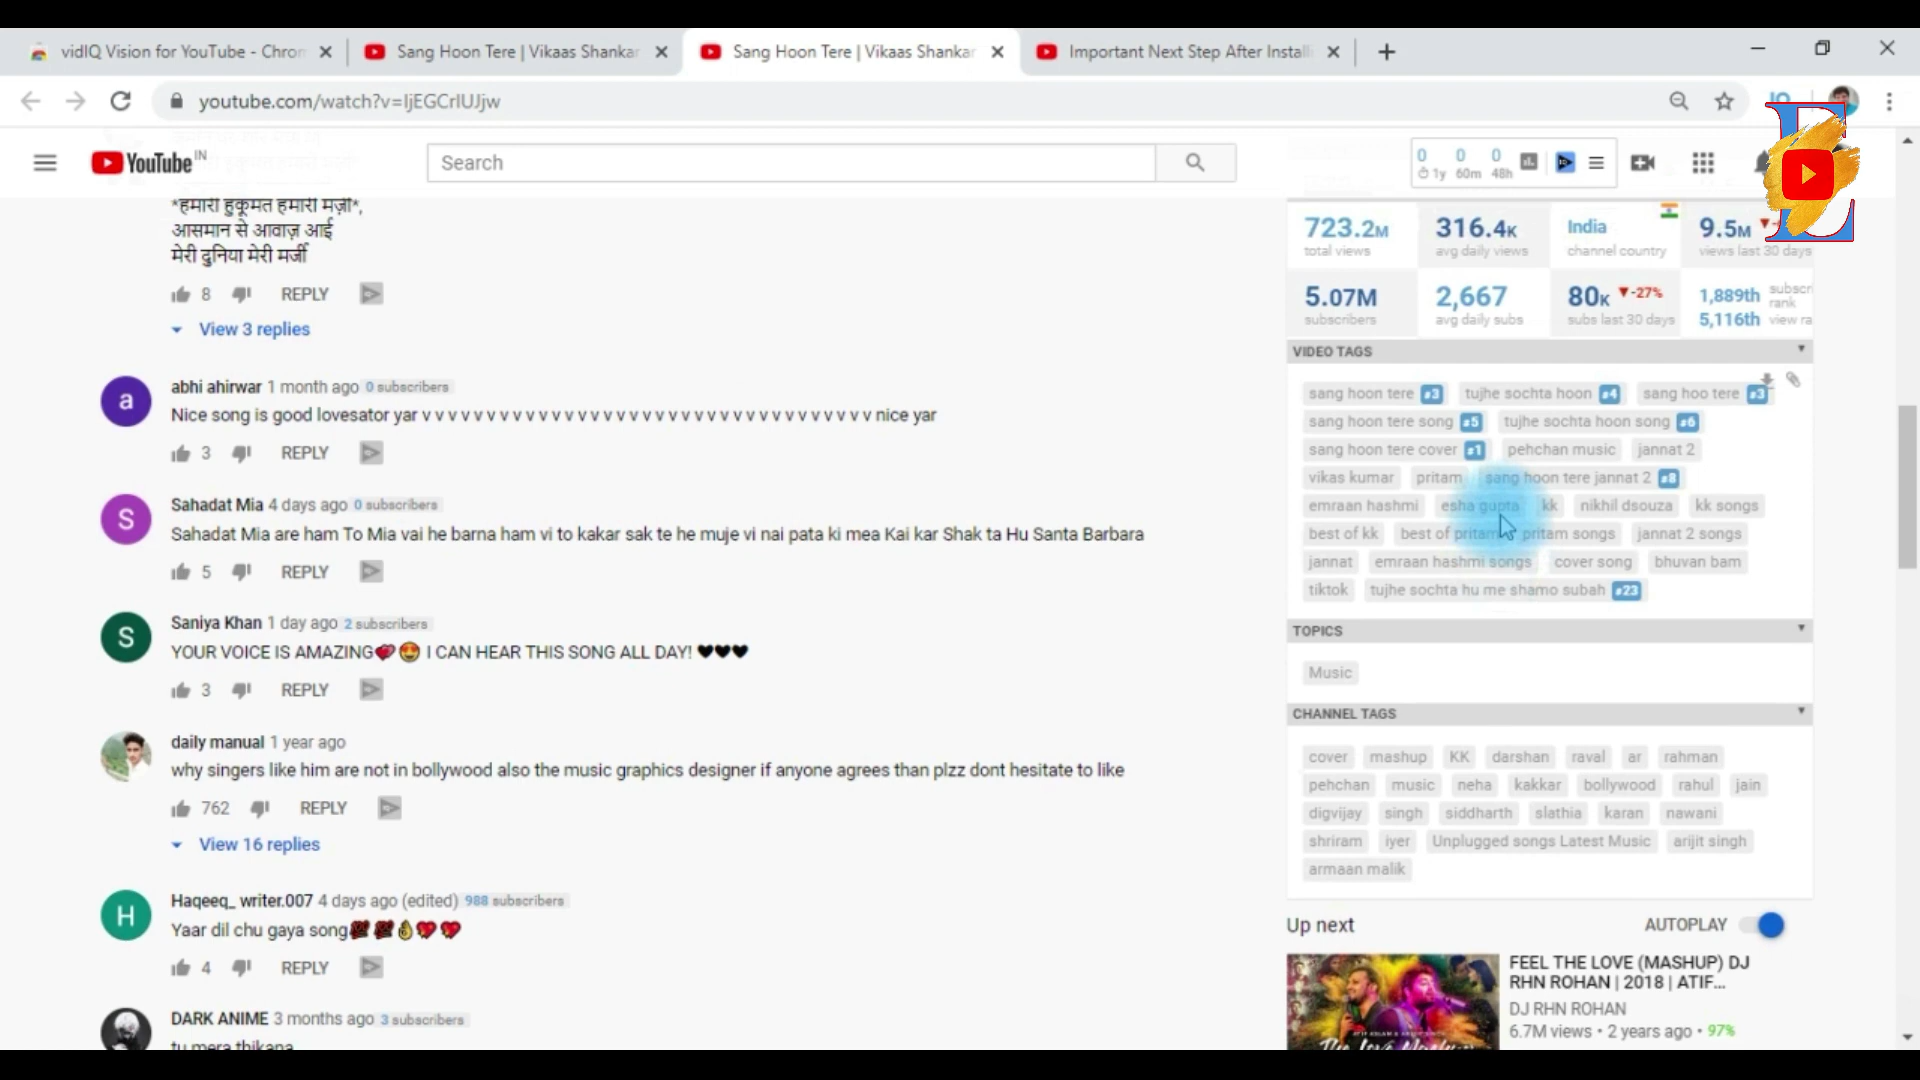 vidIQ Vision for YouTube - Chrom
Sang Hoon Tere | Vikaas Shankar
Sang Hoon Tere | Vikaas Shankar
Important Next Step After Install
youtube.com/watch?v=IjEGCrIUJjw
YouTube IN
Search
0 0 0
1y 60m 48h
*हमारी हुकूमत हमारी मज़ी*,
आसमान से आवाज़ आई
मेरी दुनिया मेरी मर्जी
8 REPLY
View 3 replies
abhi ahirwar 1 month ago 0 subscribers
Nice song is good lovesator yar v v v v v v v v v v v v v v v v v v v v v v v v v v v v v v v v v v v nice yar
3 REPLY
Sahadat Mia 4 days ago 0 subscribers
Sahadat Mia are ham To Mia vai he barna ham vi to kakar sak te he muje vi nai pata ki mea Kai kar Shak ta Hu Santa Barbara
5 REPLY
Saniya Khan 1 day ago 2 subscribers
YOUR VOICE IS AMAZING💕😍 I CAN HEAR THIS SONG ALL DAY! ♥♥♥
3 REPLY
daily manual 1 year ago
why singers like him are not in bollywood also the music graphics designer if anyone agrees than plzz dont hesitate to like
762 REPLY
View 16 replies
Haqeeq_ writer.007 4 days ago (edited) 988 subscribers
Yaar dil chu gaya song💯💯👌💖💖
4 REPLY
DARK ANIME 3 months ago 3 subscribers
tu mera thikana
723.2M 316.4K India 9.5M
total views avg daily views channel country views last 30 days
5.07M 2,667 80K ▼-27% 1,889th subscri rank
subscribers avg daily subs subs last 30 days 5,116th view ra
VIDEO TAGS
sang hoon tere #3 tujhe sochta hoon #4 sang hoo tere #3
sang hoon tere song #5 tujhe sochta hoon song #6
sang hoon tere cover #1 pehchan music jannat 2
vikas kumar pritam sang hoon tere jannat 2 #8
emraan hashmi esha gupta kk nikhil dsouza kk songs
best of kk best of pritam pritam songs jannat 2 songs
jannat emraan hashmi songs cover song bhuvan bam
tiktok tujhe sochta hu me shamo subah #23
TOPICS
Music
CHANNEL TAGS
cover mashup KK darshan raval ar rahman
pehchan music neha kakkar bollywood rahul jain
digvijay singh siddharth slathia karan nawani
shriram iyer Unplugged songs Latest Music arijit singh
armaan malik
Up next AUTOPLAY
FEEL THE LOVE (MASHUP) DJ
RHN ROHAN | 2018 | ATIF...
DJ RHN ROHAN
6.7M views • 2 years ago • 97%